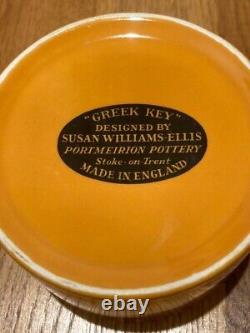 "GREEK KEY"
DESIGNED BY
SUSAN WILLIAMS-ELLIS
PORTMEIRION POTTERY
Stoke-on-Trent
MADE IN ENGLAND